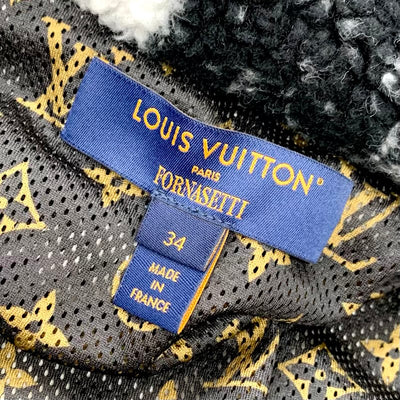 LOUIS VUITTON®
PARIS
FORNASETTI
34
MADE IN
FRANCE